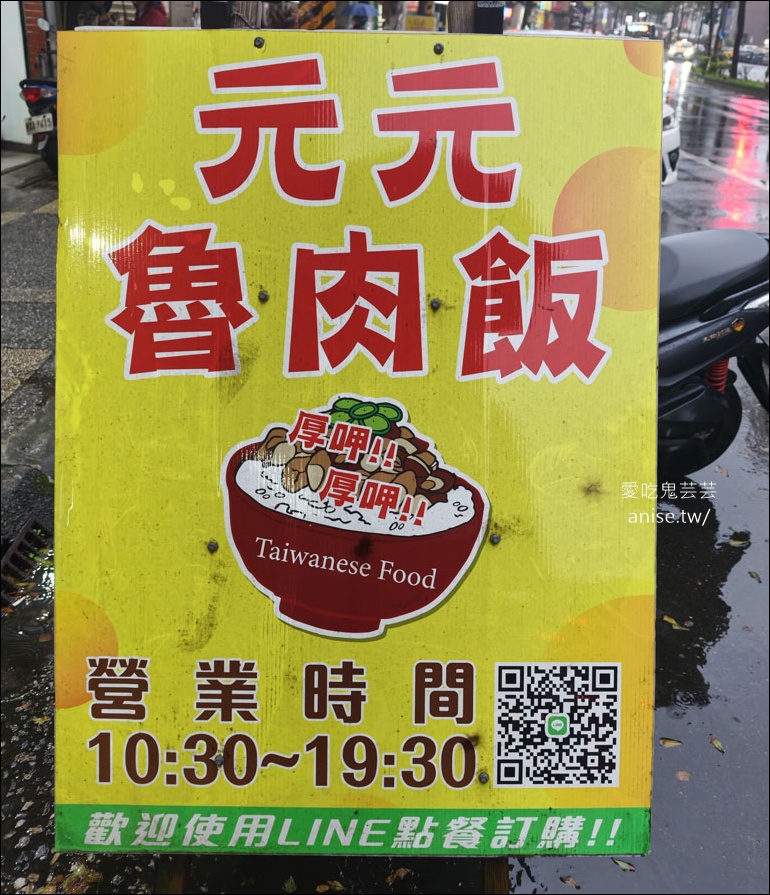 元元
魯肉飯
厚呷!!
厚呷!!
Taiwanese Food
營業時間
10:30~19:30
歡迎使用LINE點餐訂購!!
愛吃鬼芸芸
anise.tw/